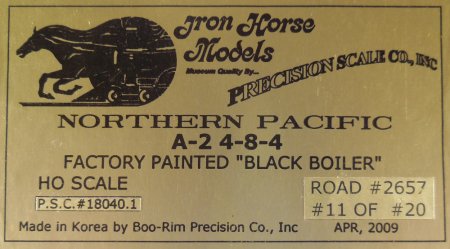 Iron Horse
Models
Museum Quality By...
PRECISION SCALE CO., INC
NORTHERN PACIFIC
A-2 4-8-4
FACTORY PAINTED "BLACK BOILER"
HO SCALE
ROAD #2657
P.S.C.#18040.1
#11 OF #20
Made in Korea by Boo-Rim Precision Co., Inc
APR, 2009